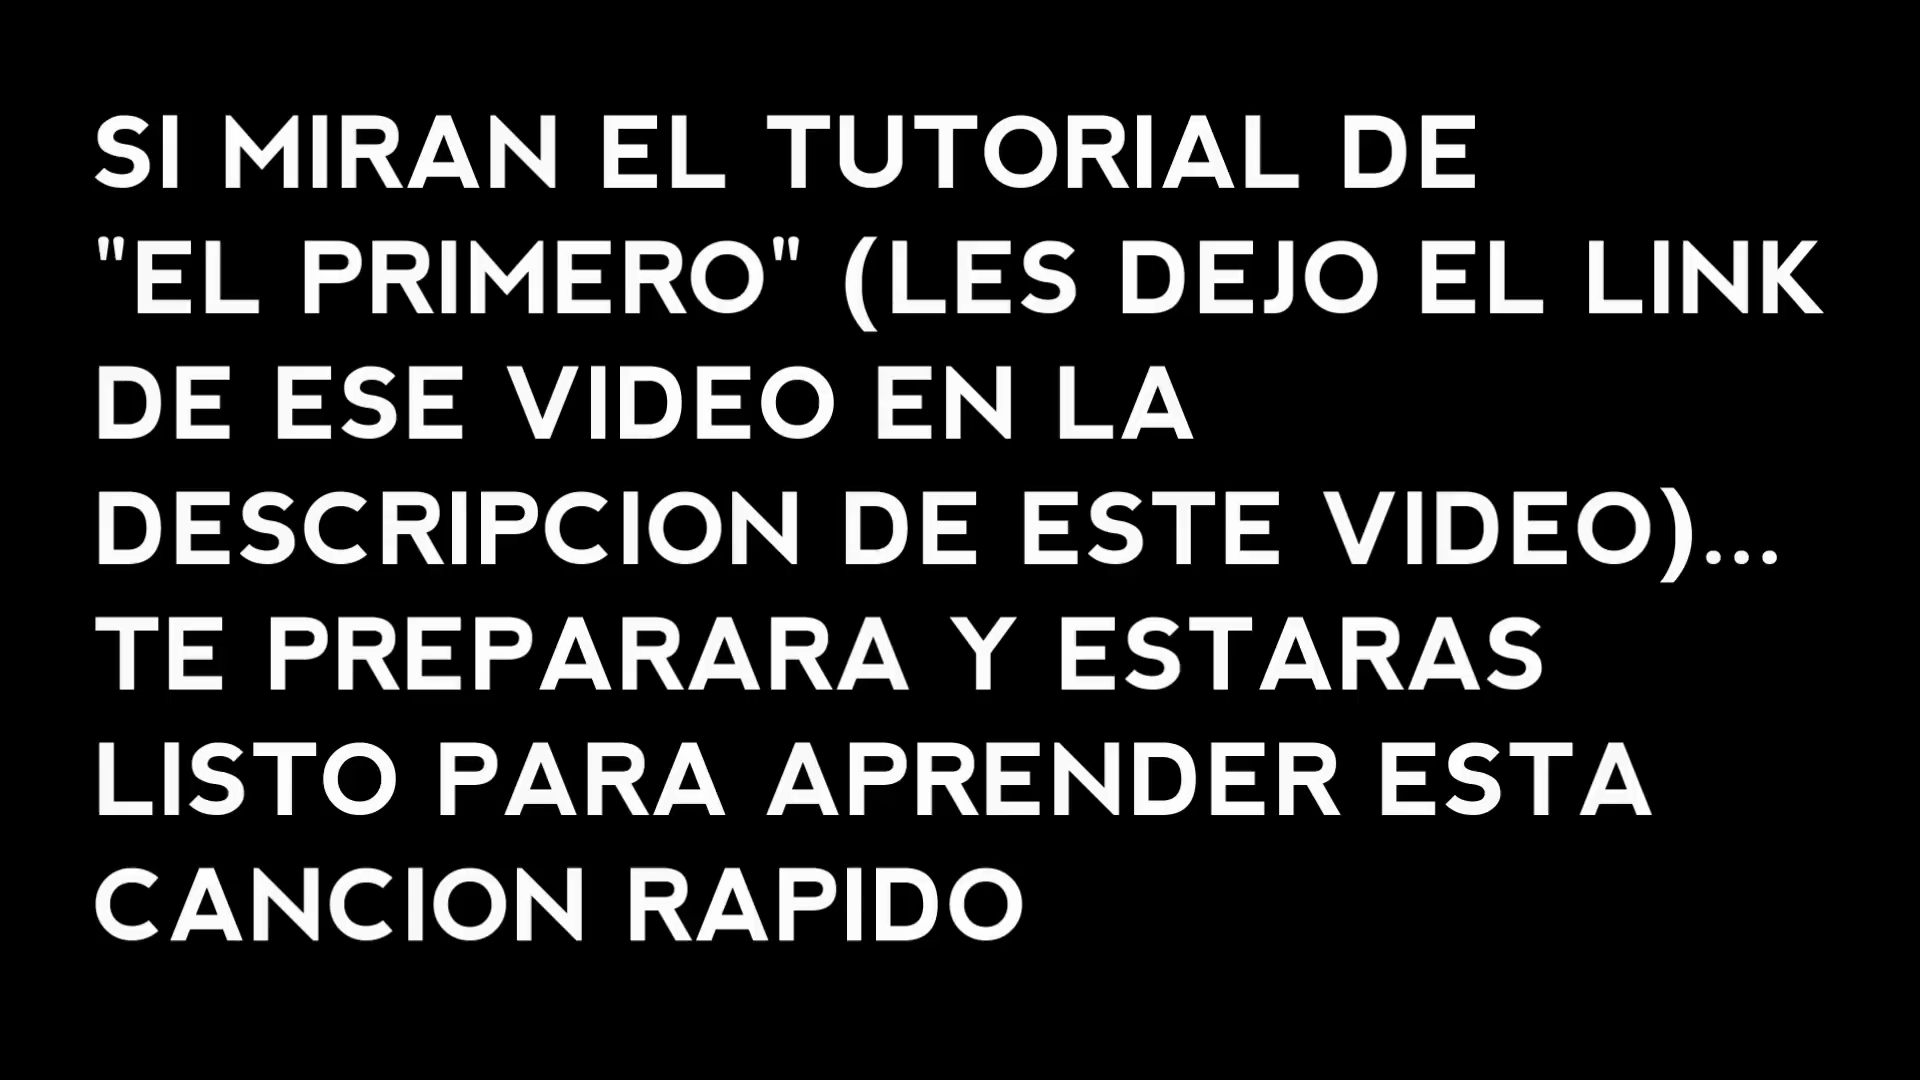 SI MIRAN EL TUTORIAL DE
"EL PRIMERO" (LES DEJO EL LINK
DE ESE VIDEO EN LA
DESCRIPCION DE ESTE VIDEO)...
TE PREPARARA Y ESTARAS
LISTO PARA APRENDER ESTA
CANCION RAPIDO